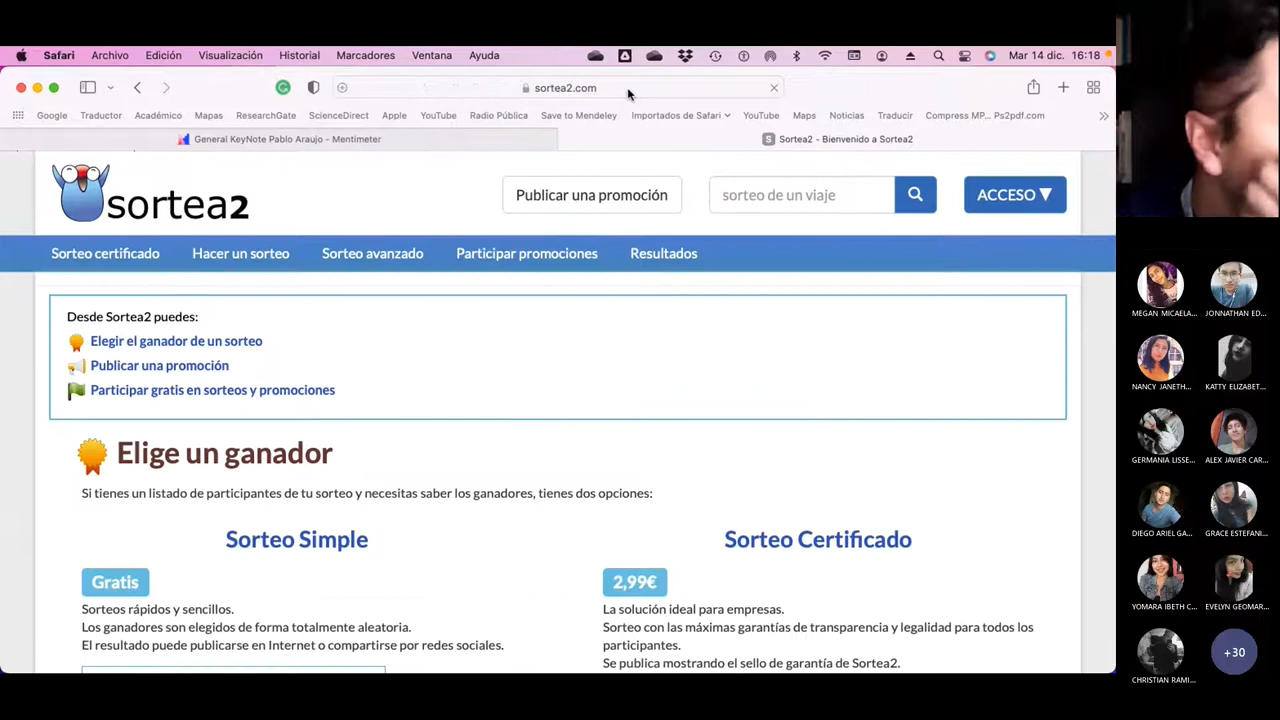 Safari Archivo Edición Visualización Historial Marcadores Ventana Ayuda Mar 14 dic. 16:18
sortea2.com
Google Traductor Académico Mapas ResearchGate ScienceDirect Apple YouTube Radio Pública Save to Mendeley Importados de Safari YouTube Maps Noticias Traducir Compress MP... Ps2pdf.com
General KeyNote Pablo Araujo - Mentimeter
S Sortea2 - Bienvenido a Sortea2
sortea2
Publicar una promoción
sorteo de un viaje
ACCESO ▼
Sorteo certificado Hacer un sorteo Sorteo avanzado Participar promociones Resultados
Desde Sortea2 puedes:
Elegir el ganador de un sorteo
Publicar una promoción
Participar gratis en sorteos y promociones
Elige un ganador
Si tienes un listado de participantes de tu sorteo y necesitas saber los ganadores, tienes dos opciones:
Sorteo Simple
Gratis
Sorteos rápidos y sencillos.
Los ganadores son elegidos de forma totalmente aleatoria.
El resultado puede publicarse en Internet o compartirse por redes sociales.
Sorteo Certificado
2,99€
La solución ideal para empresas.
Sorteo con las máximas garantías de transparencia y legalidad para todos los
participantes.
Se publica mostrando el sello de garantía de Sortea2.
MEGAN MICAELA... JONNATHAN ED...
NANCY JANETH... KATTY ELIZABET...
GERMANIA LISSE... ALEX JAVIER CAR...
DIEGO ARIEL GA... GRACE ESTEFANI...
YOMARA IBETH C... EVELYN GEOMAR...
CHRISTIAN RAMI...
+30